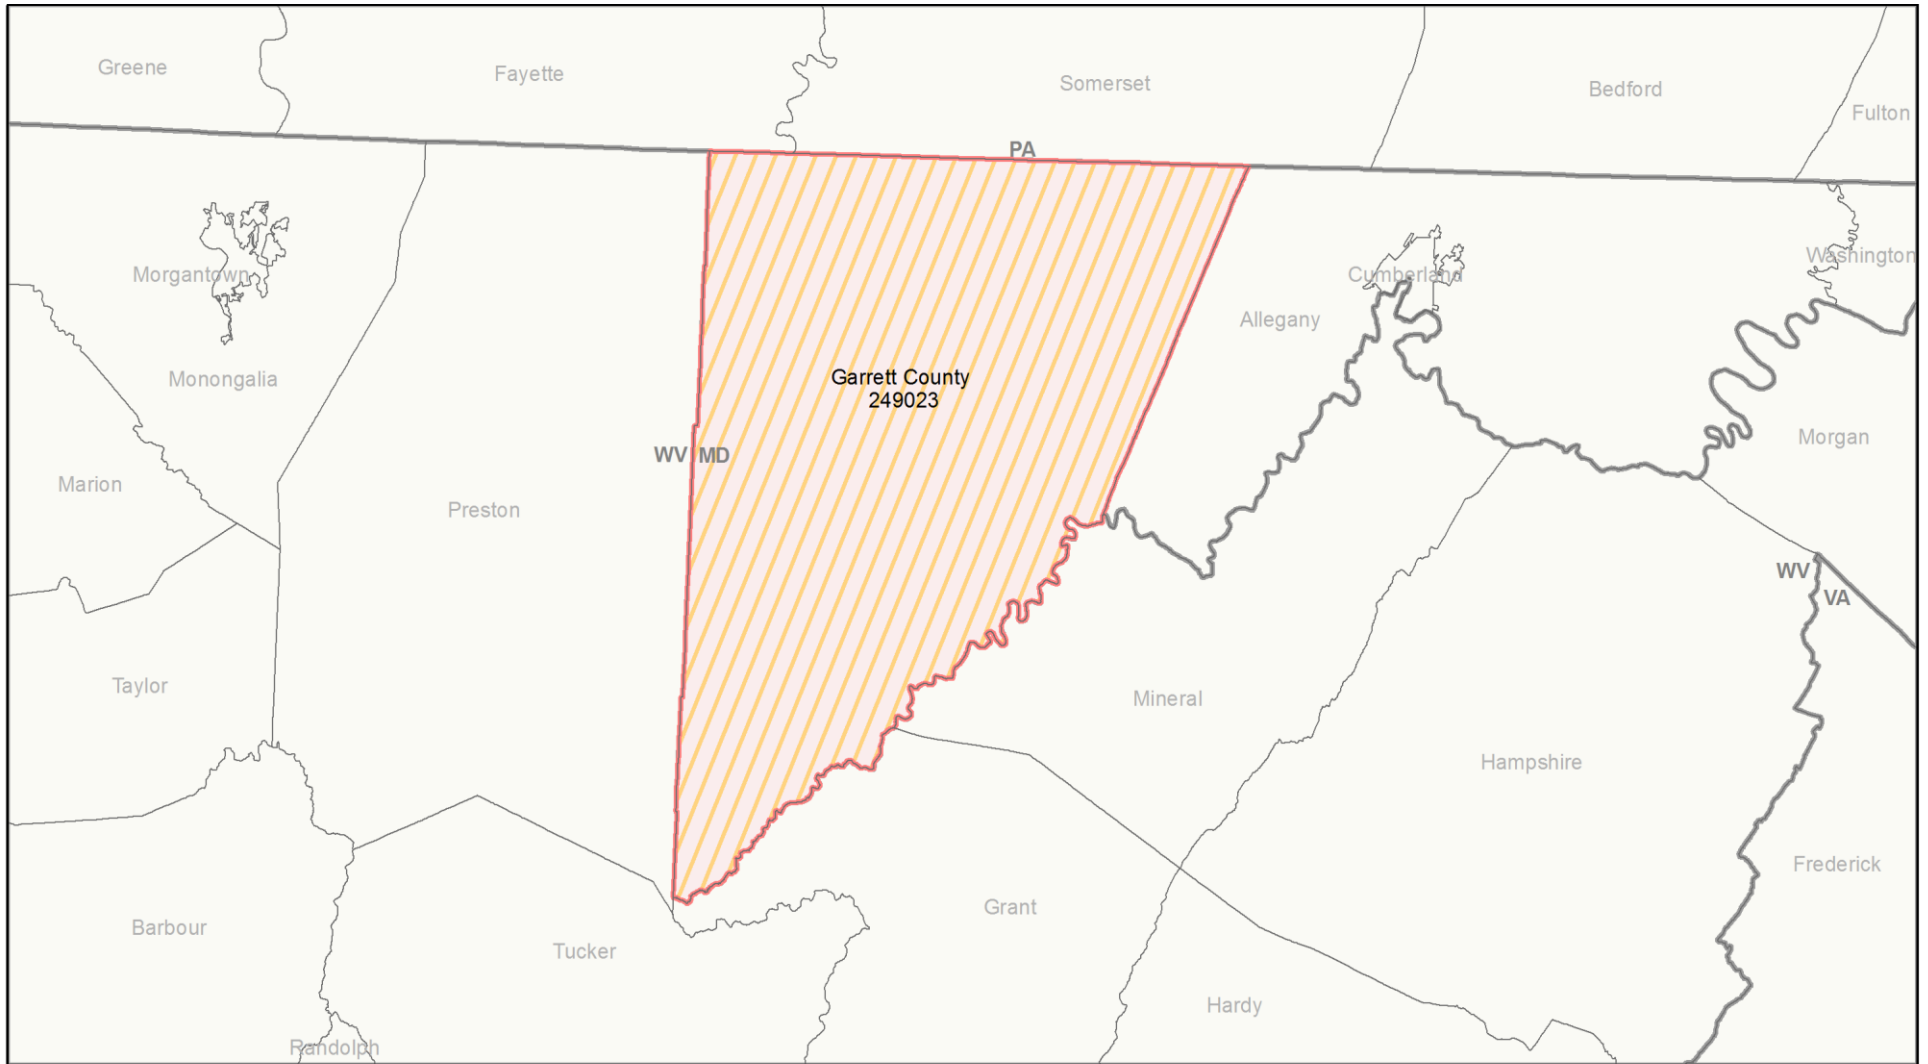 Greene
Fayette
Somerset
Bedford
Fulton
PA
Morgantown
Cumberland
Washington
Allegany
Monongalia
Garrett County
249023
Morgan
WV
MD
Marion
Preston
WV
VA
Taylor
Mineral
Hampshire
Frederick
Grant
Barbour
Tucker
Hardy
Randolph